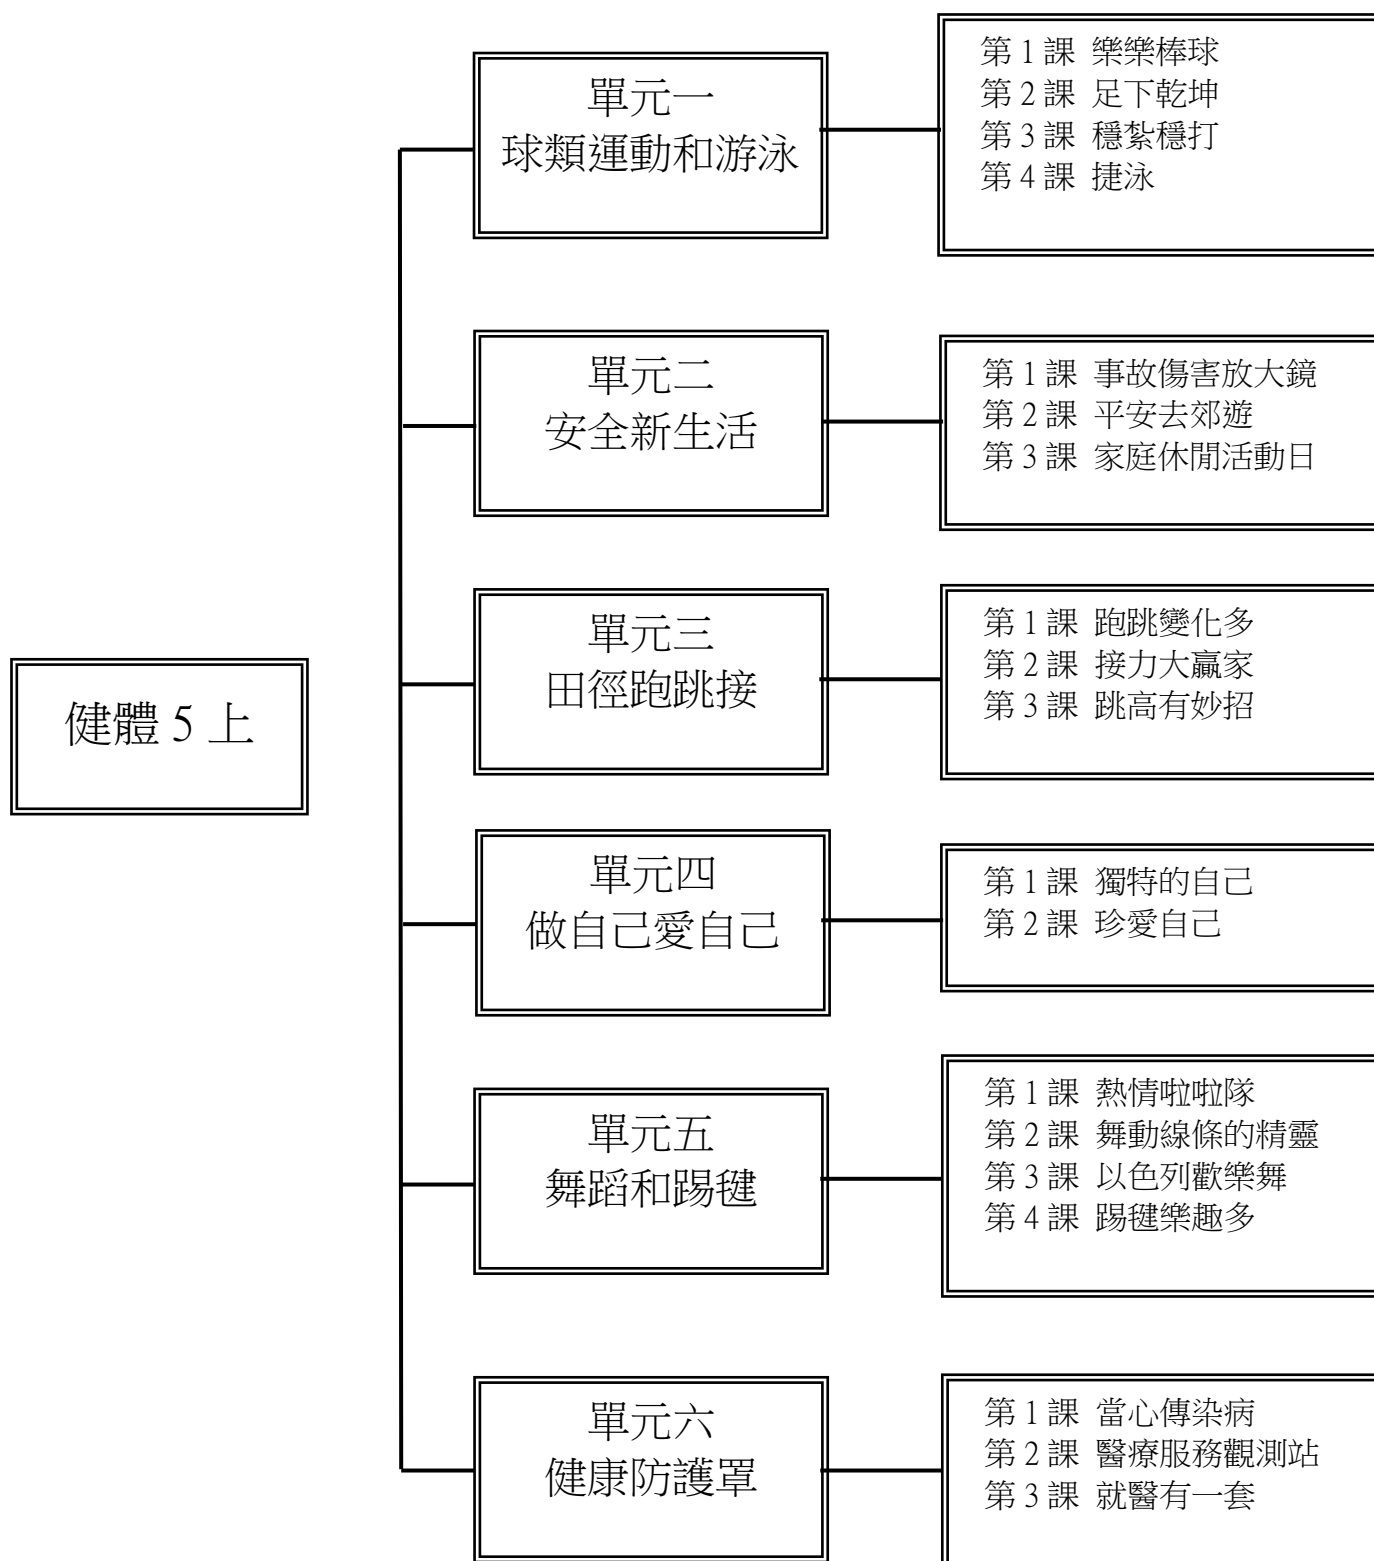 健體 5 上
單元一
球類運動和游泳
第 1 課 樂樂棒球
第 2 課 足下乾坤
第 3 課 穩紮穩打
第 4 課 捷泳
單元二
安全新生活
第 1 課 事故傷害放大鏡
第 2 課 平安去郊遊
第 3 課 家庭休閒活動日
單元三
田徑跑跳接
第 1 課 跑跳變化多
第 2 課 接力大贏家
第 3 課 跳高有妙招
單元四
做自己愛自己
第 1 課 獨特的自己
第 2 課 珍愛自己
單元五
舞蹈和踢毽
第 1 課 熱情啦啦隊
第 2 課 舞動線條的精靈
第 3 課 以色列歡樂舞
第 4 課 踢毽樂趣多
單元六
健康防護罩
第 1 課 當心傳染病
第 2 課 醫療服務觀測站
第 3 課 就醫有一套